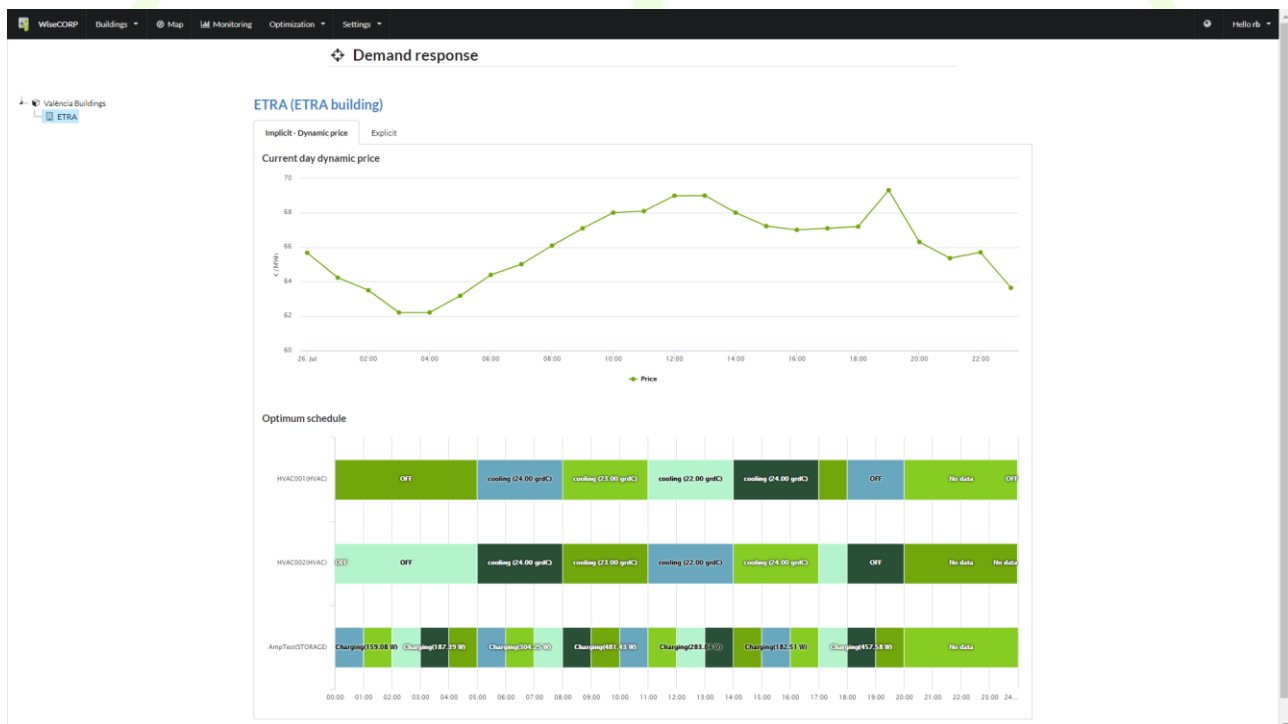 WiseCORP Buildings Map Monitoring Optimization Settings Hello rb
Demand response
València Buildings
ETRA
ETRA (ETRA building)
Implicit - Dynamic price Explicit
Current day dynamic price
70
68
66
64
62
60
€ / MWh
26. Jul 02:00 04:00 06:00 08:00 10:00 12:00 14:00 16:00 18:00 20:00 22:00
Price
Optimum schedule
HVAC001(HVAC) OFF cooling (24.00 grdC) cooling (23.00 grdC) cooling (22.00 grdC) cooling (24.00 grdC) OFF No data OFF
HVAC002(HVAC) OFF OFF cooling (24.00 grdC) cooling (23.00 grdC) cooling (22.00 grdC) cooling (24.00 grdC) OFF No data No data
AmpTest(STORAGE) Charging(159.08 W) Charging(187.39 W) Charging(304.25 W) Charging(481.43 W) Charging(283. W) Charging(182.51 W) Charging(457.58 W) No data
00:00 01:00 02:00 03:00 04:00 05:00 06:00 07:00 08:00 09:00 10:00 11:00 12:00 13:00 14:00 15:00 16:00 17:00 18:00 19:00 20:00 21:00 22:00 23:00 24...